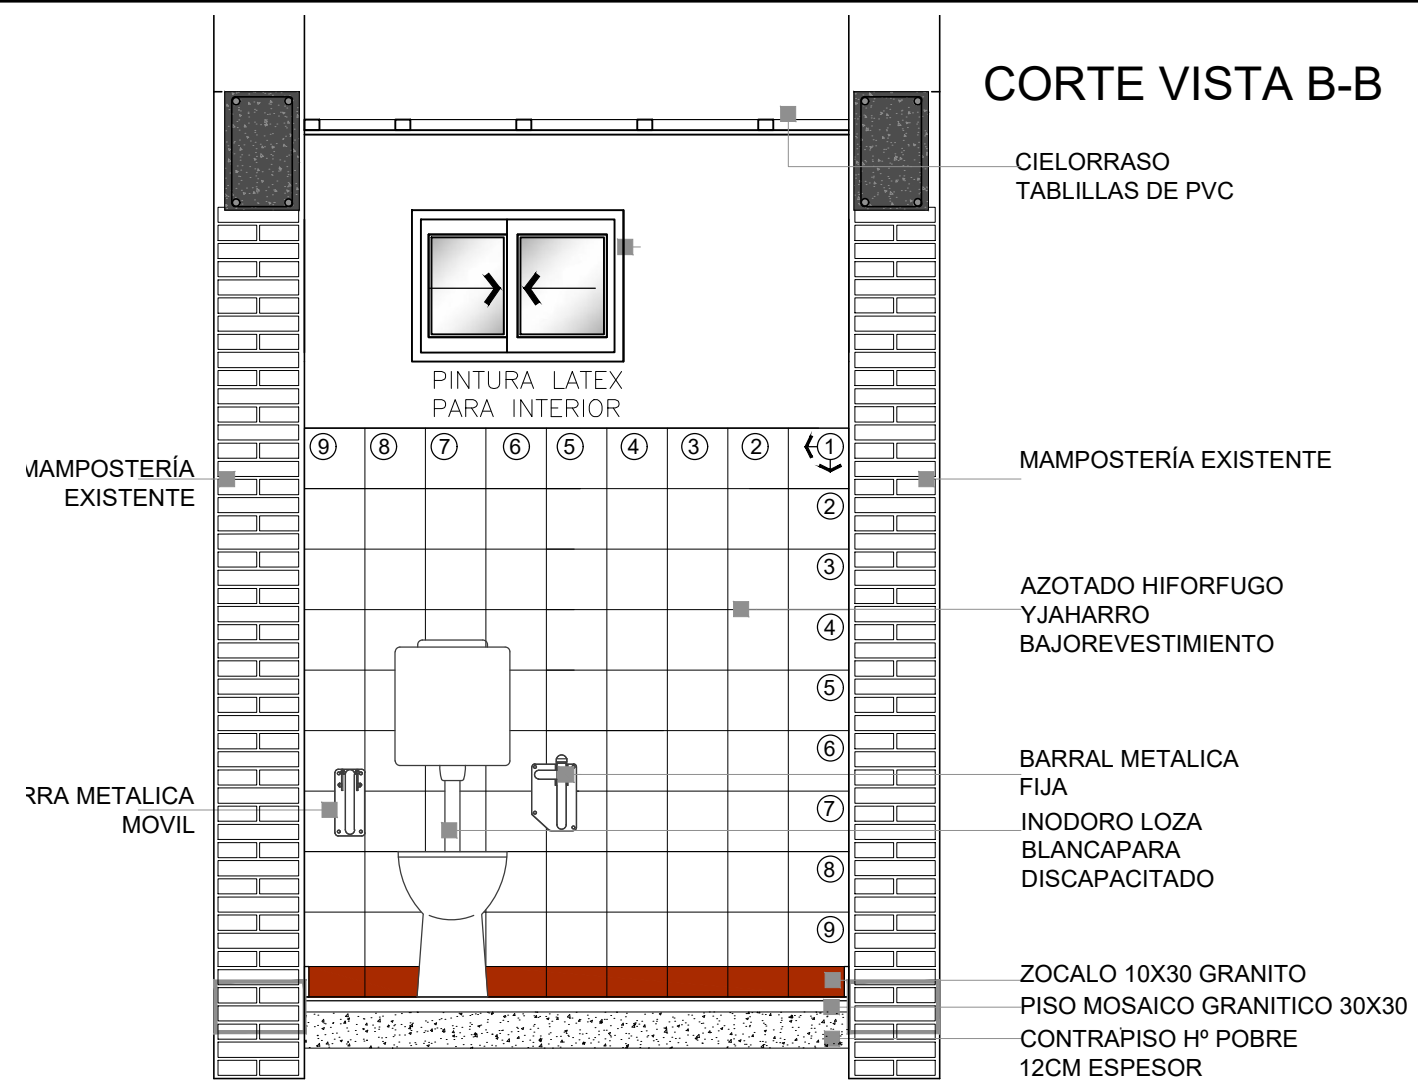 CORTE VISTA B-B
CIELORRASO
TABLILLAS DE PVC
PINTURA LATEX
PARA INTERIOR
9 8 7 6 5 4 3 2 1
2
3
4
5
6
7
8
9
MAMPOSTERÍA
EXISTENTE
MAMPOSTERÍA EXISTENTE
AZOTADO HIFORFUGO
YJAHARRO
BAJOREVESTIMIENTO
BARRAL METALICA
FIJA
RRA METALICA
MOVIL
INODORO LOZA
BLANCAPARA
DISCAPACITADO
ZOCALO 10X30 GRANITO
PISO MOSAICO GRANITICO 30X30
CONTRAPISO Hº POBRE
12CM ESPESOR